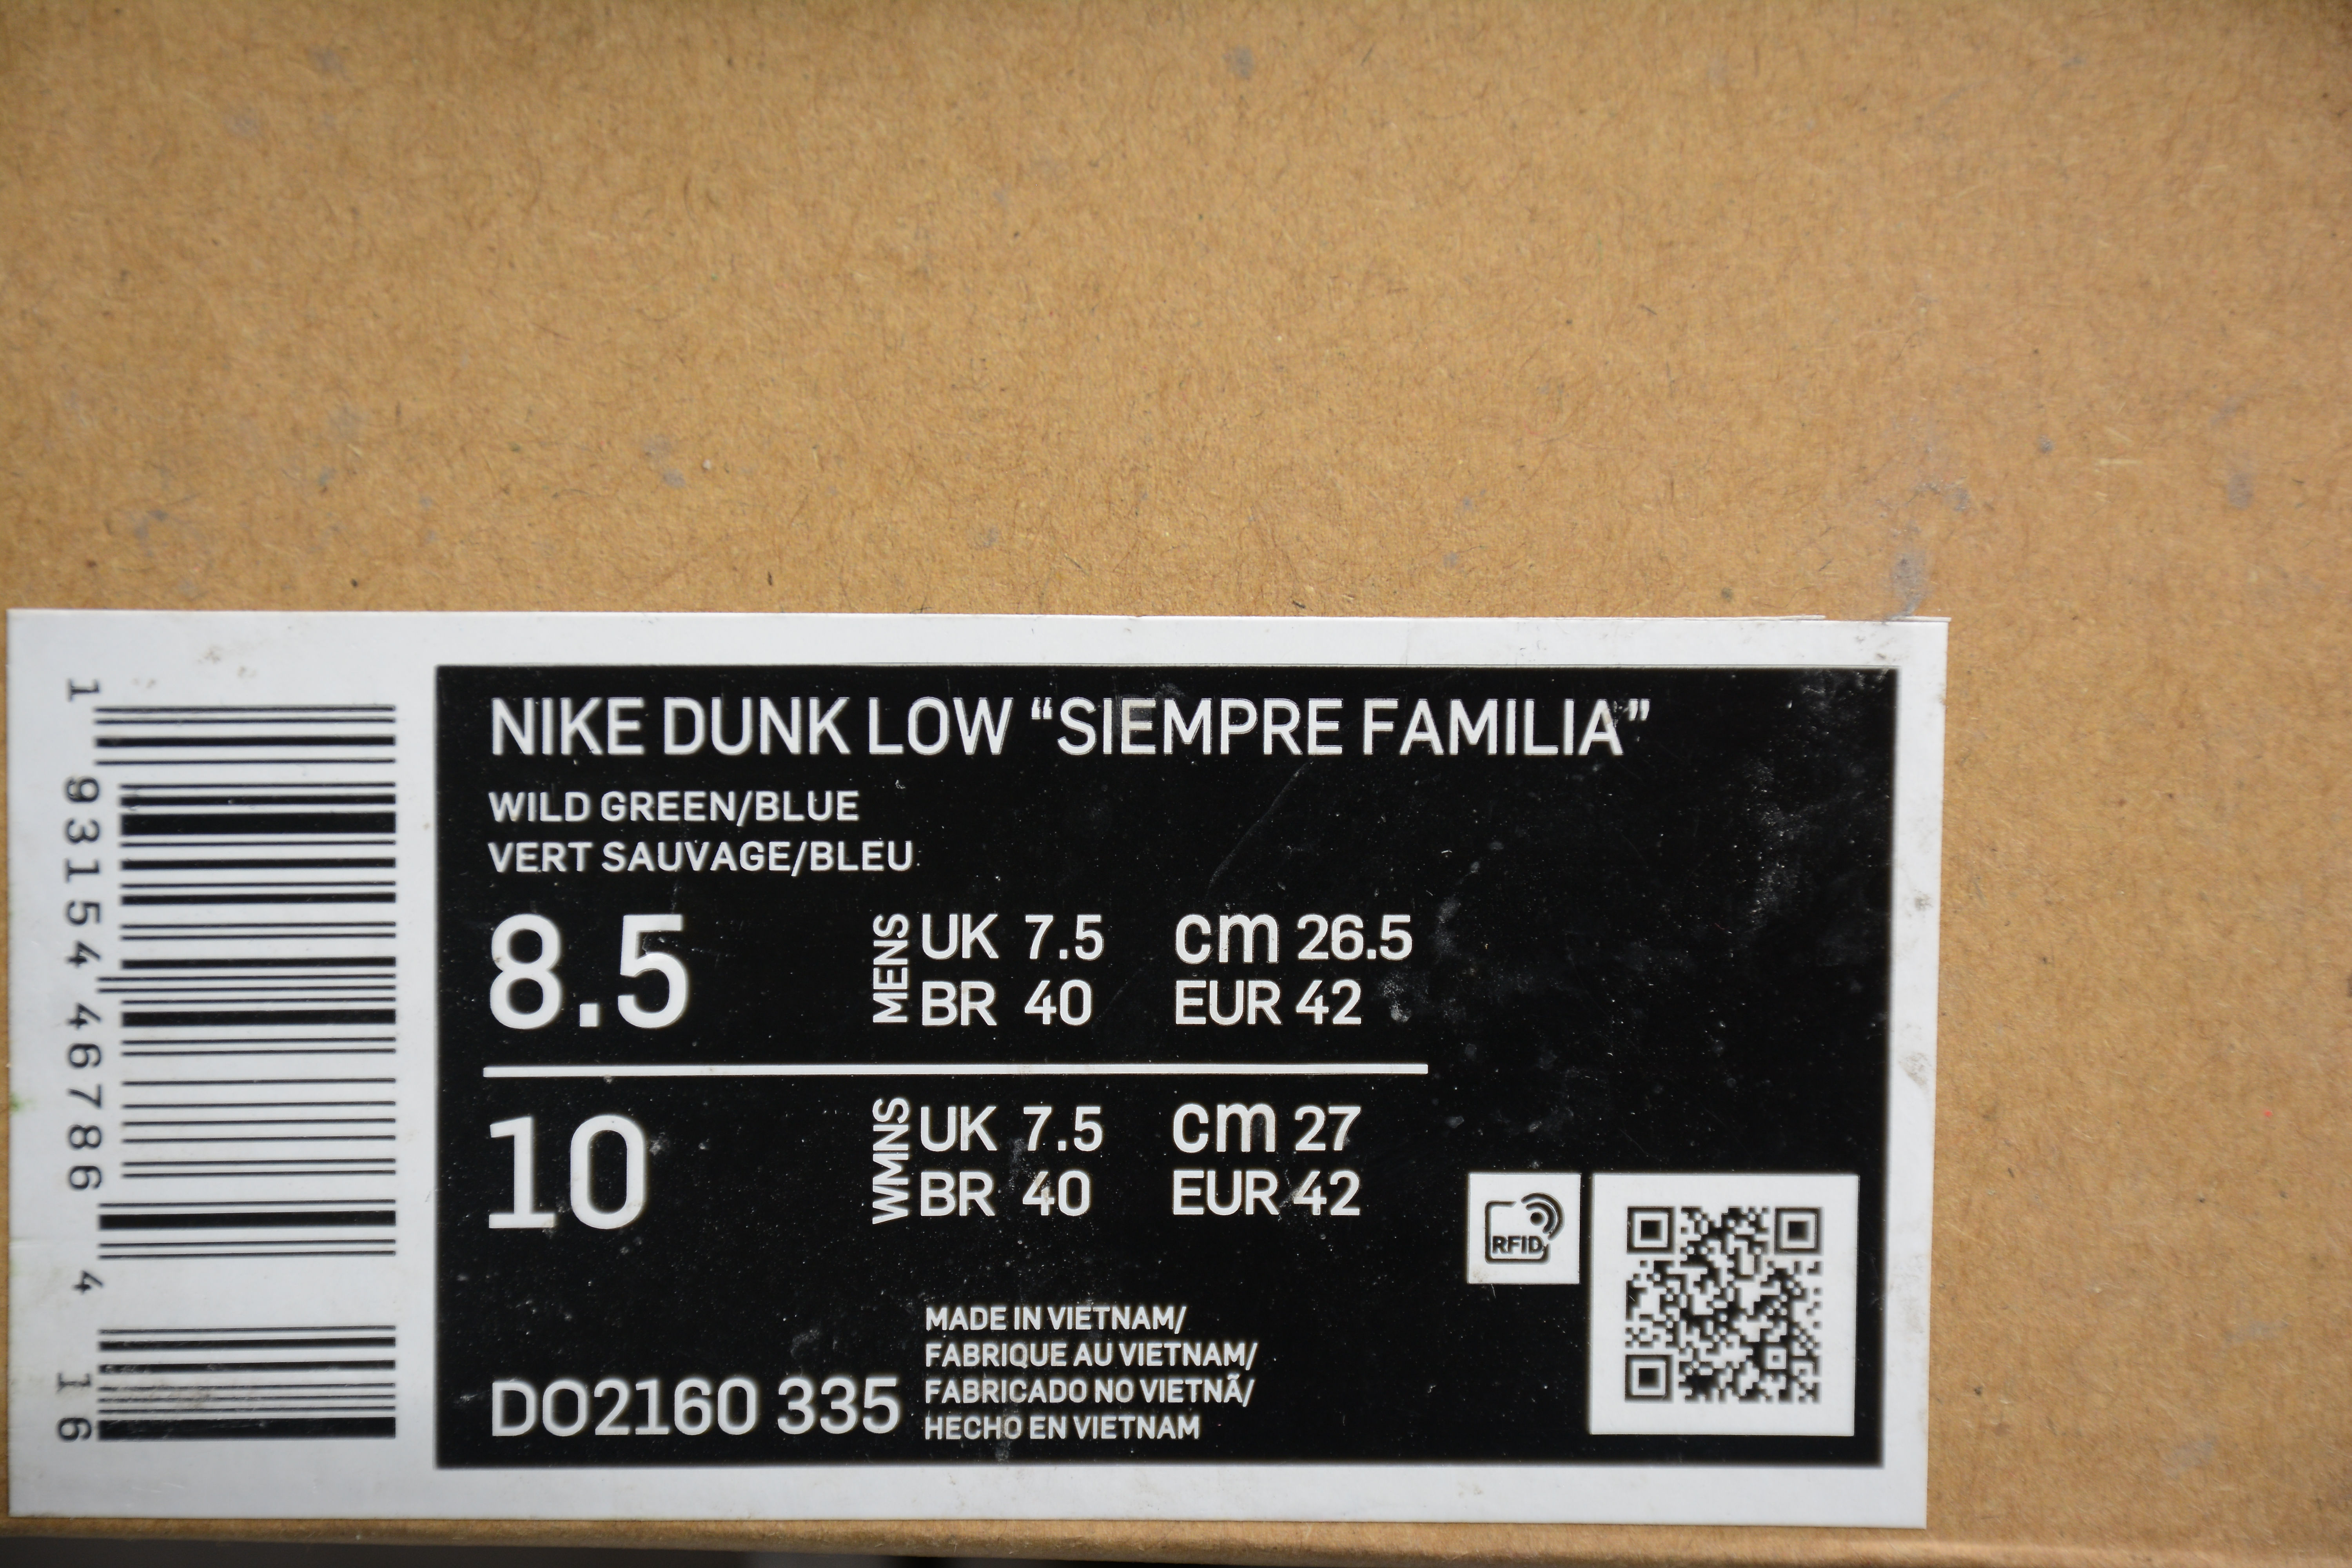 NIKE DUNK LOW “SIEMPRE FAMILIA”
WILD GREEN/BLUE
VERT SAUVAGE/BLEU
8.5
MENS
UK 7.5 cm 26.5
BR 40 EUR 42
10
WMNS
UK 7.5 cm 27
BR 40 EUR 42
RFID
DO2160 335
MADE IN VIETNAM/
FABRIQUE AU VIETNAM/
FABRICADO NO VIETNÃ/
HECHO EN VIETNAM
1 93154 46786 4 16